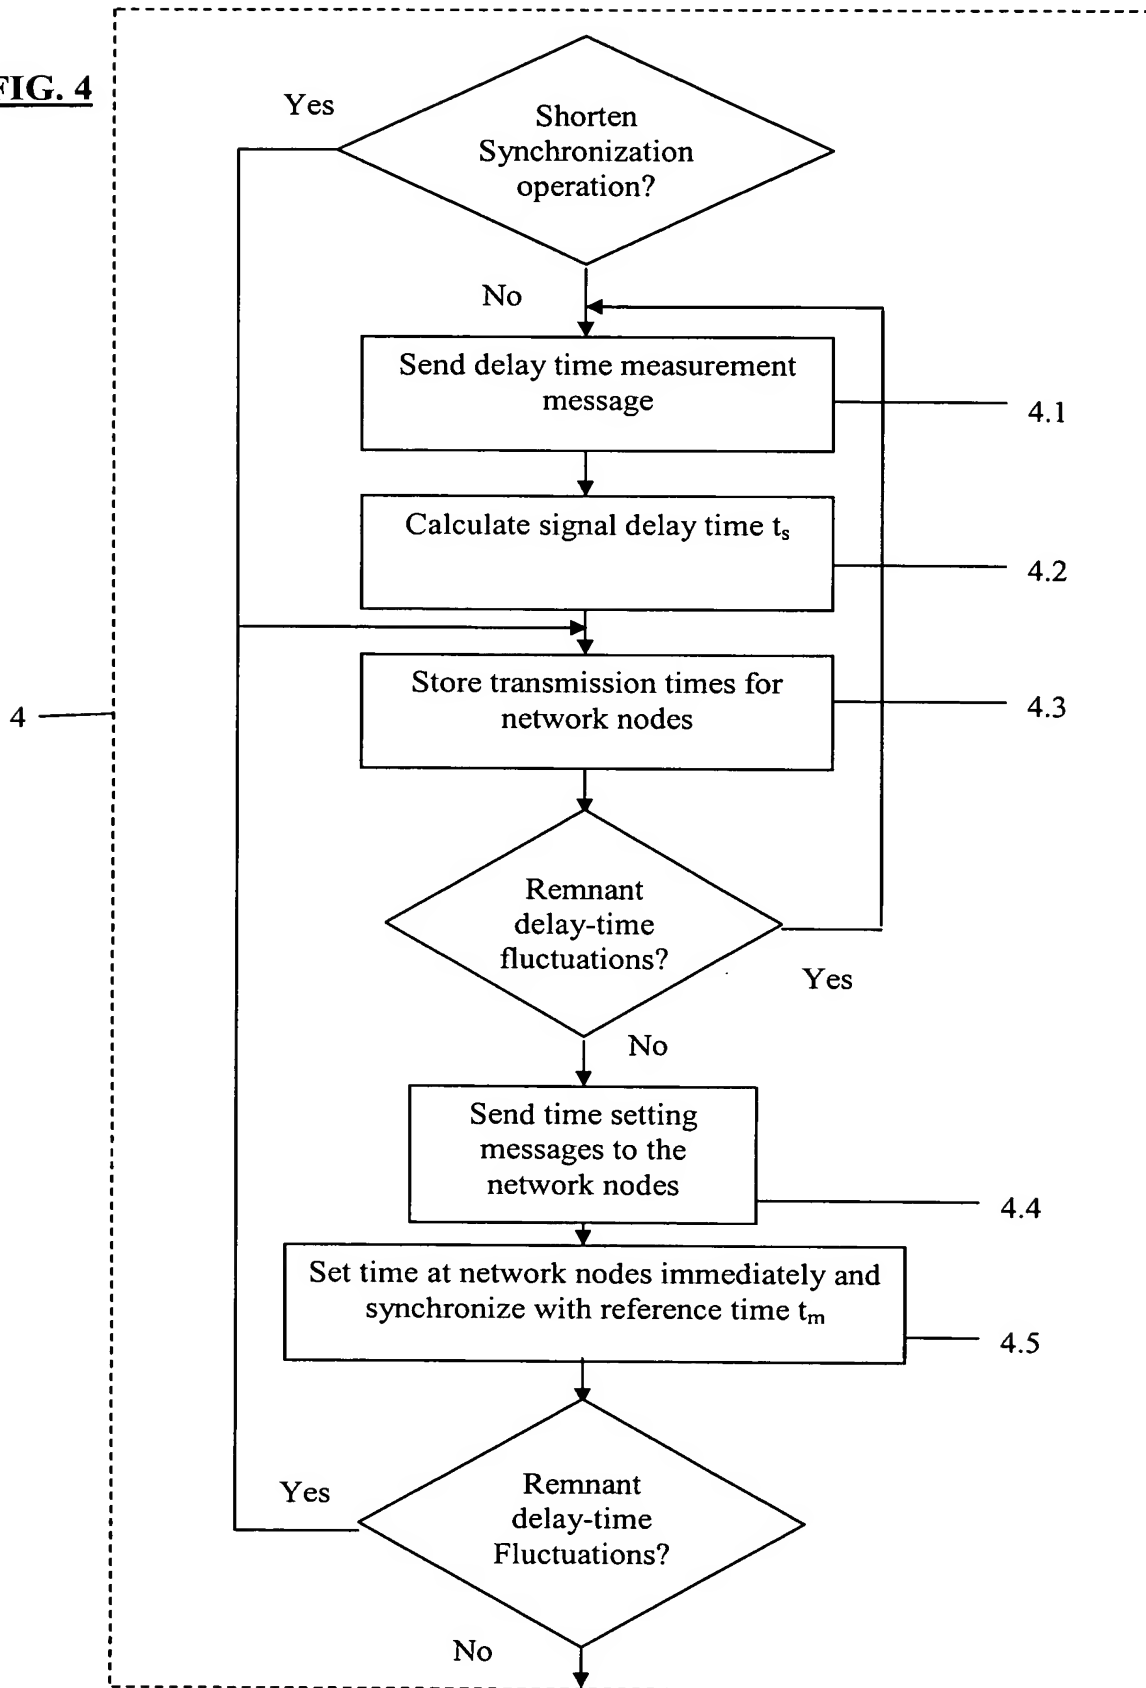 FIG. 4
Yes
Shorten
Synchronization
operation?
No
Send delay time measurement
message
4.1
Calculate signal delay time tₛ
4.2
Store transmission times for
network nodes
4.3
4
Remnant
delay-time
fluctuations?
Yes
No
Send time setting
messages to the
network nodes
4.4
Set time at network nodes immediately and
synchronize with reference time tₘ
4.5
Yes
Remnant
delay-time
Fluctuations?
No